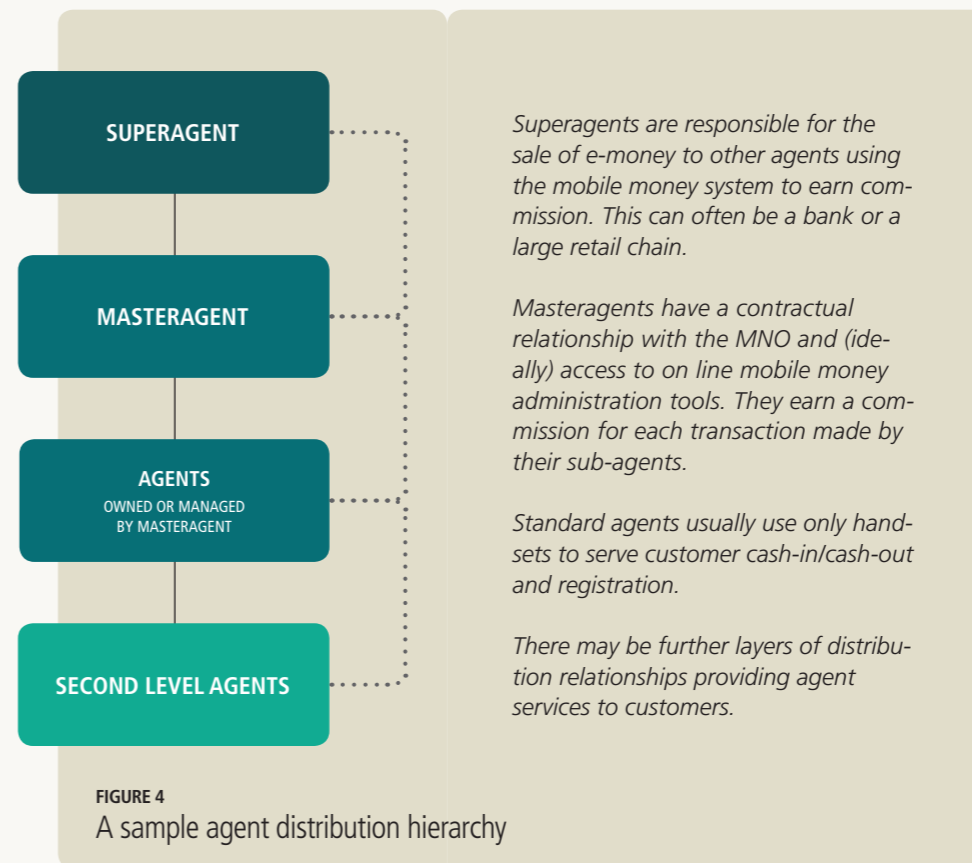 SUPERAGENT
MASTERAGENT
AGENTS
OWNED OR MANAGED
BY MASTERAGENT
SECOND LEVEL AGENTS
Superagents are responsible for the
sale of e-money to other agents using
the mobile money system to earn com-
mission. This can often be a bank or a
large retail chain.
Masteragents have a contractual
relationship with the MNO and (ide-
ally) access to on line mobile money
administration tools. They earn a com-
mission for each transaction made by
their sub-agents.
Standard agents usually use only hand-
sets to serve customer cash-in/cash-out
and registration.
There may be further layers of distribu-
tion relationships providing agent
services to customers.
FIGURE 4
A sample agent distribution hierarchy